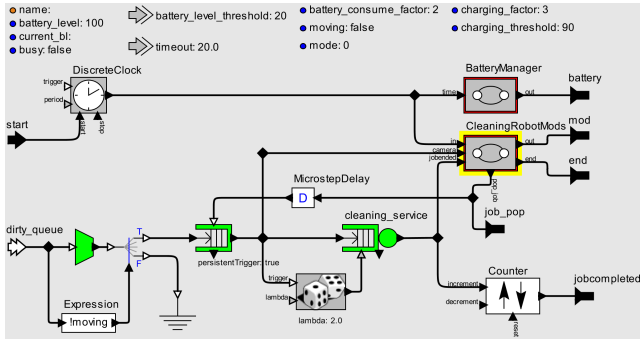 name:
battery_level: 100
current_bl:
busy: false
battery_level_threshold: 20
timeout: 20.0
battery_consume_factor: 2
moving: false
mode: 0
charging_factor: 3
charging_threshold: 90
DiscreteClock
trigger
period
start
stop
start
BatteryManager
time
out
battery
CleaningRobotMods
in
camera
jobended
out
end
pop_job
mod
end
MicrostepDelay
D
job_pop
dirty_queue
T
F
persistentTrigger: true
cleaning_service
Expression
!moving
trigger
lambda
lambda: 2.0
Counter
increment
decrement
reset
jobcompleted